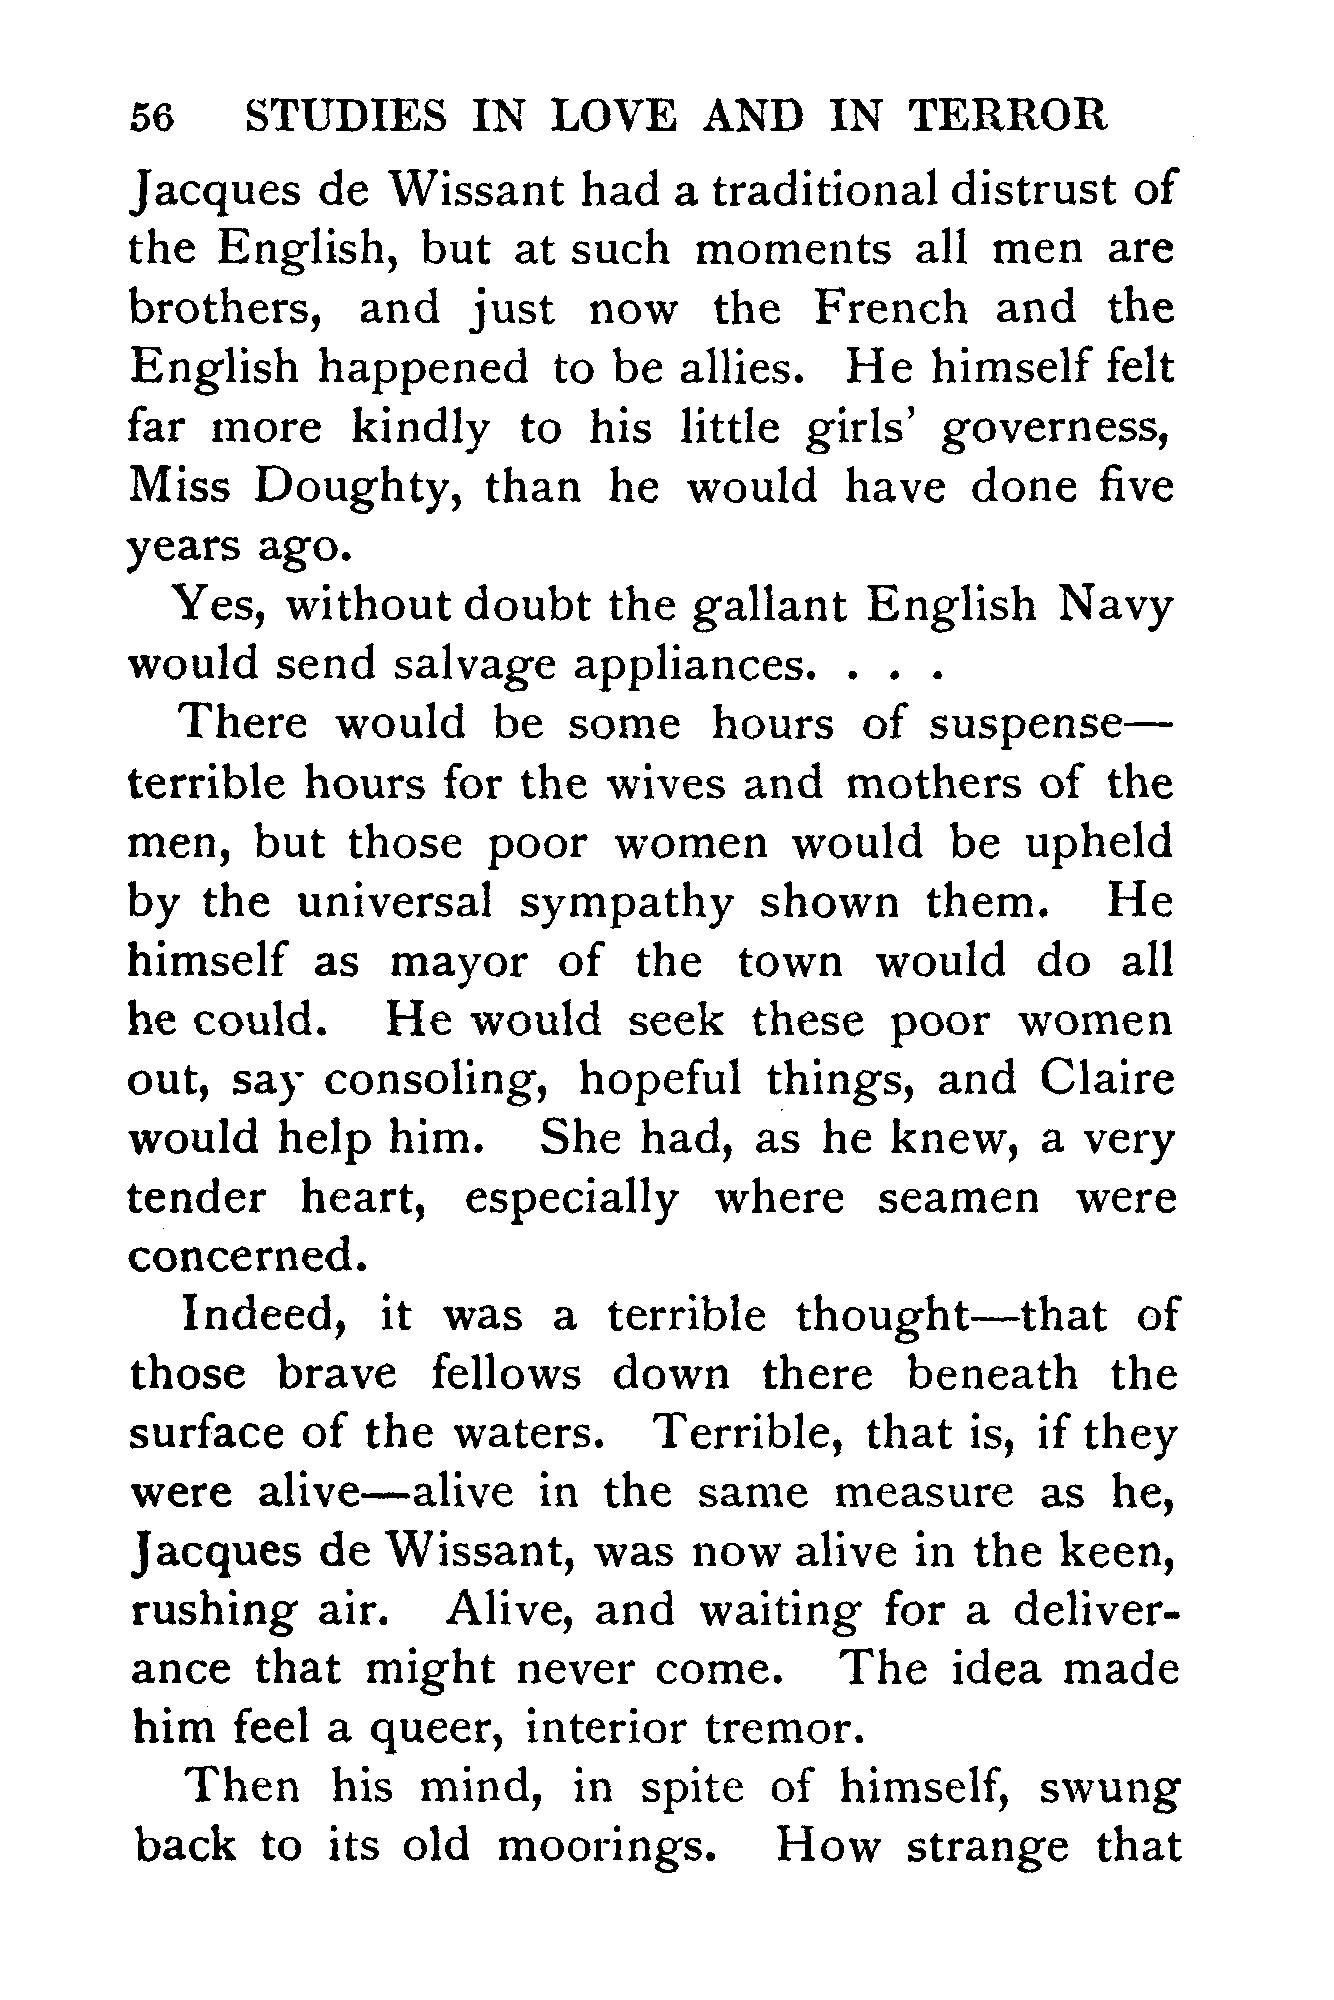 56 STUDIES IN LOVE AND IN TERROR
Jacques de Wissant had a traditional distrust of
the English, but at such moments all men are
brothers, and just now the French and the
English happened to be allies. He himself felt
far more kindly to his little girls' governess,
Miss Doughty, than he would have done five
years ago.
Yes, without doubt the gallant English Navy
would send salvage appliances. . . .
There would be some hours of suspense—
terrible hours for the wives and mothers of the
men, but those poor women would be upheld
by the universal sympathy shown them. He
himself as mayor of the town would do all
he could. He would seek these poor women
out, say consoling, hopeful things, and Claire
would help him. She had, as he knew, a very
tender heart, especially where seamen were
concerned.
Indeed, it was a terrible thought—that of
those brave fellows down there beneath the
surface of the waters. Terrible, that is, if they
were alive—alive in the same measure as he,
Jacques de Wissant, was now alive in the keen,
rushing air. Alive, and waiting for a deliver-
ance that might never come. The idea made
him feel a queer, interior tremor.
Then his mind, in spite of himself, swung
back to its old moorings. How strange that